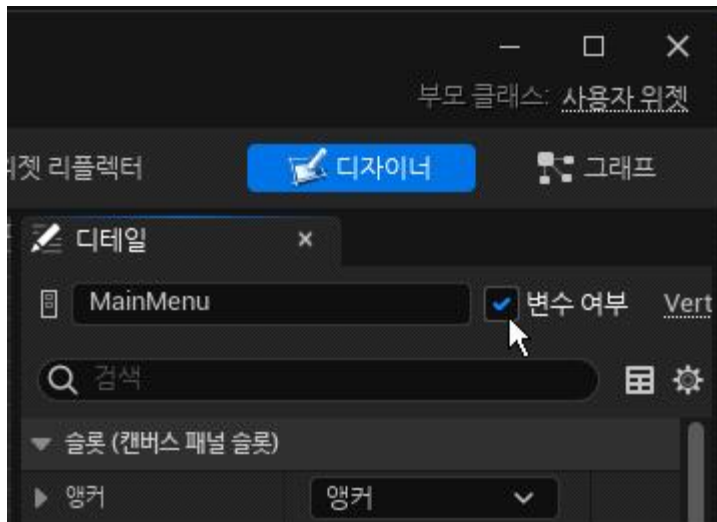 부모 클래스: 사용자 위젯
위젯 리플렉터 디자이너 그래프
디테일
MainMenu 변수 여부 Vert
검색
슬롯 (캔버스 패널 슬롯)
앵커 앵커